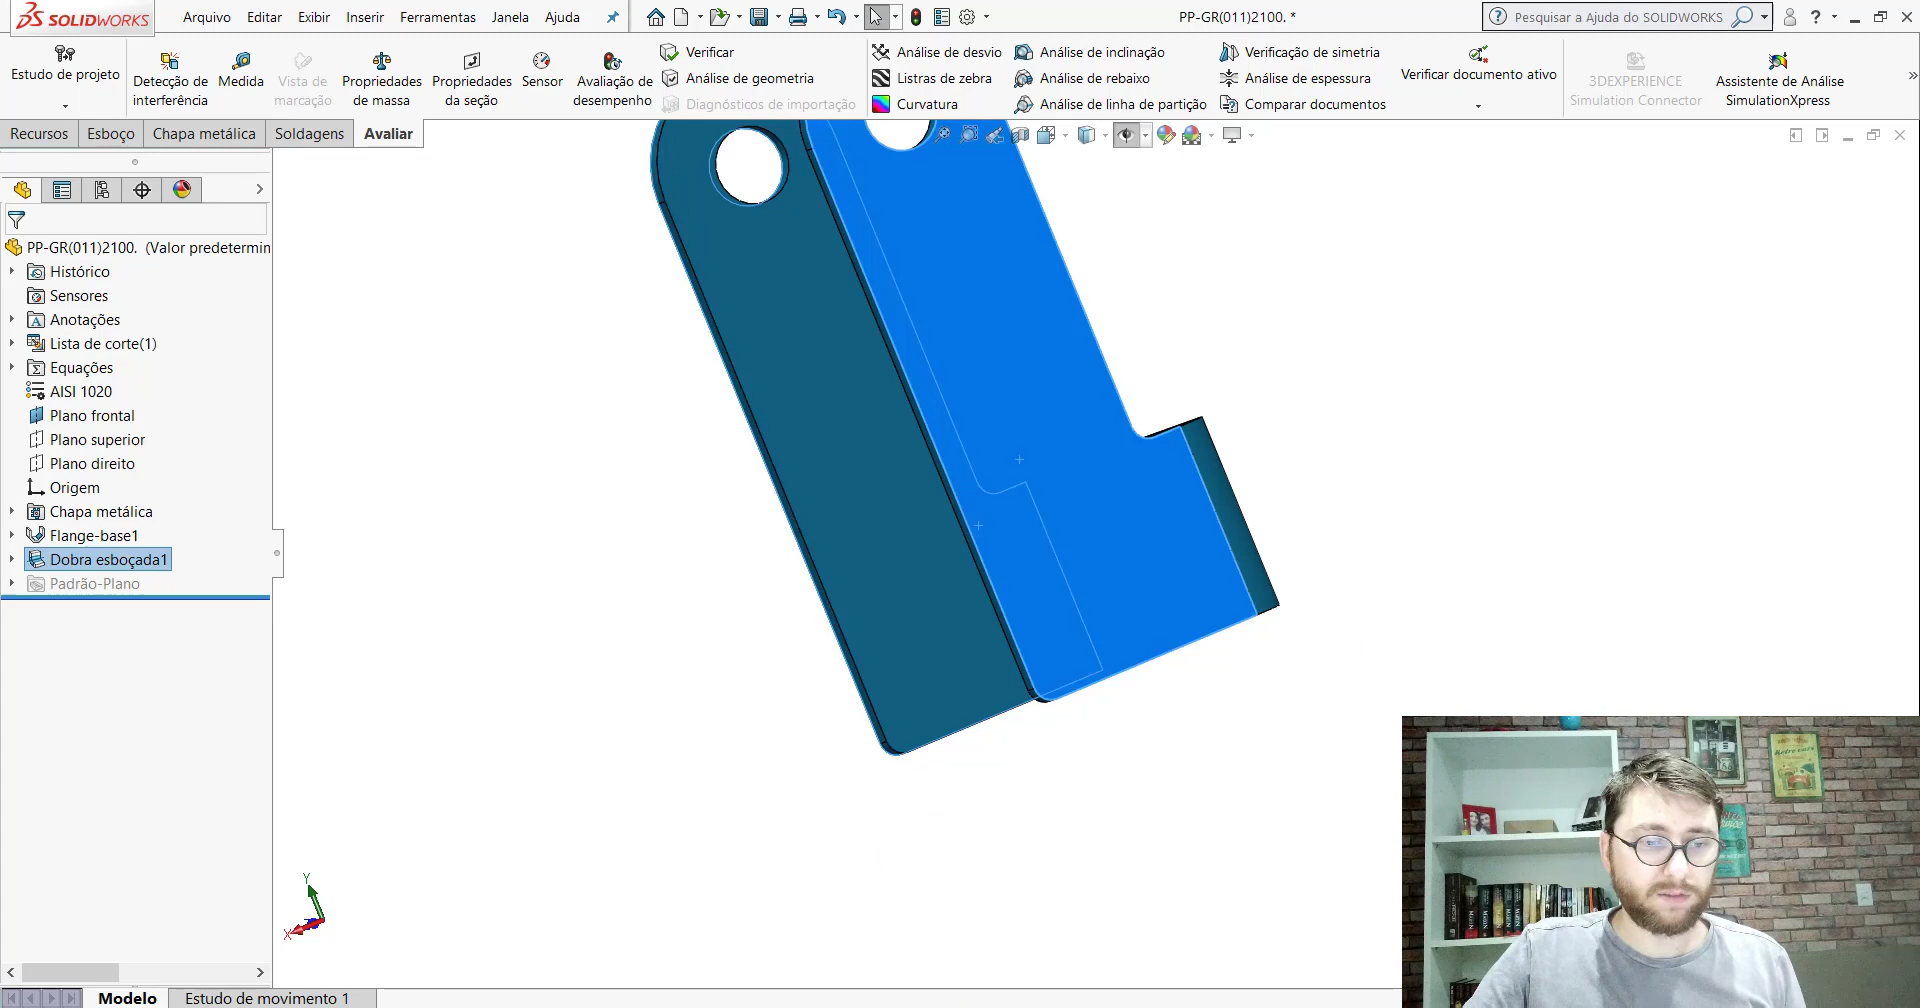 SOLIDWORKS
Arquivo Editar Exibir Inserir Ferramentas Janela Ajuda
PP-GR(011)2100. *
Pesquisar a Ajuda do SOLIDWORKS
Estudo de projeto
Detecção de interferência
Medida
Vista de marcação
Propriedades de massa
Propriedades da seção
Sensor
Avaliação de desempenho
Verificar
Análise de geometria
Diagnósticos de importação
Análise de desvio
Listras de zebra
Curvatura
Análise de inclinação
Análise de rebaixo
Análise de linha de partição
Verificação de simetria
Análise de espessura
Comparar documentos
Verificar documento ativo
3DEXPERIENCE
Simulation Connector
Assistente de Análise
SimulationXpress
Recursos Esboço Chapa metálica Soldagens Avaliar
PP-GR(011)2100. (Valor predetermin
Histórico
Sensores
Anotações
Lista de corte(1)
Equações
AISI 1020
Plano frontal
Plano superior
Plano direito
Origem
Chapa metálica
Flange-base1
Dobra esboçada1
Padrão-Plano
Y
X
Modelo Estudo de movimento 1